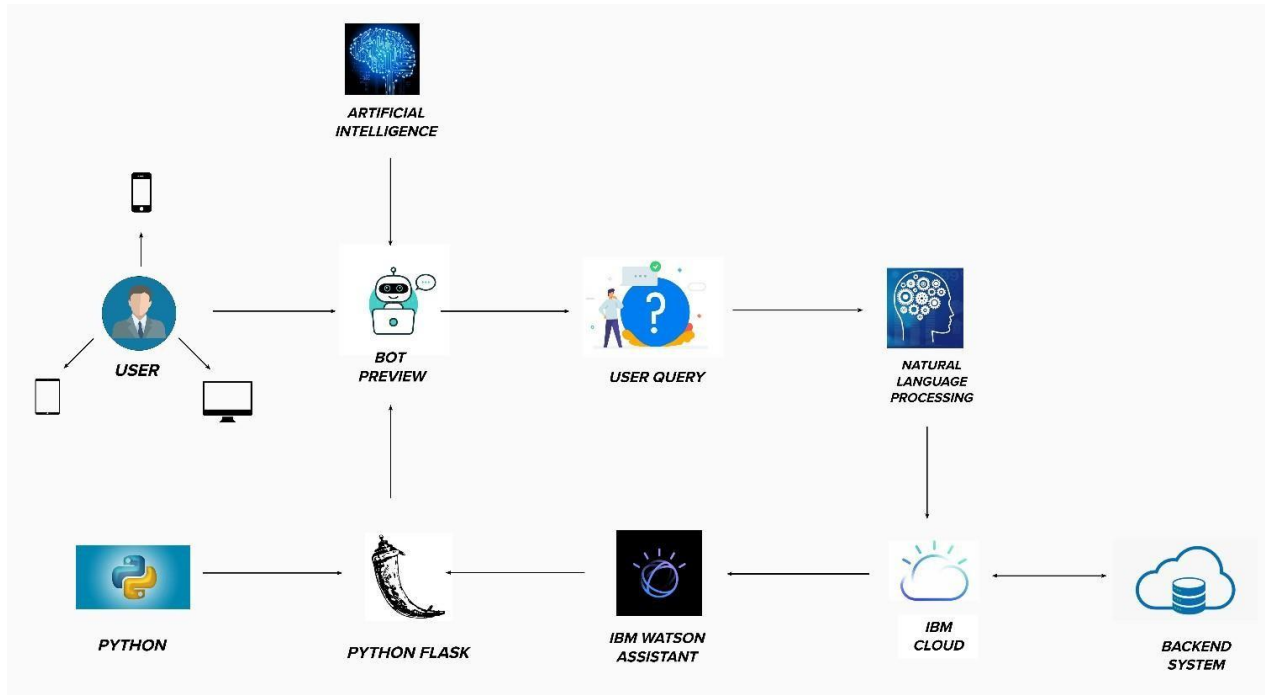 ARTIFICIAL
INTELLIGENCE
USER
BOT
PREVIEW
USER QUERY
NATURAL
LANGUAGE
PROCESSING
PYTHON
PYTHON FLASK
IBM WATSON
ASSISTANT
IBM
CLOUD
BACKEND
SYSTEM